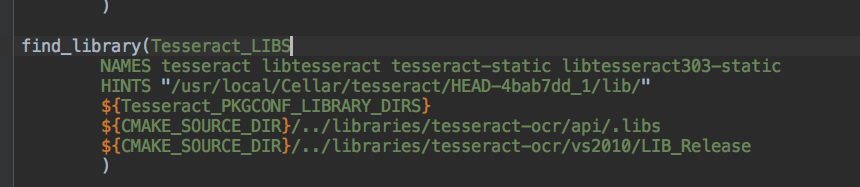 )
find_library(Tesseract_LIBS
NAMES tesseract libtesseract tesseract-static libtesseract303-static
HINTS "/usr/local/Cellar/tesseract/HEAD-4bab7dd_1/lib/"
${Tesseract_PKGCONF_LIBRARY_DIRS}
${CMAKE_SOURCE_DIR}/../libraries/tesseract-ocr/api/.libs
${CMAKE_SOURCE_DIR}/../libraries/tesseract-ocr/vs2010/LIB_Release
)